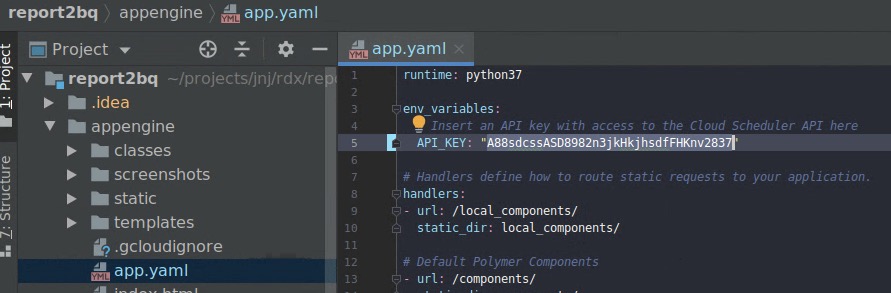 report2bq appengine app.yaml
1: Project
7: Structure
Project
report2bq ~/projects/jnj/rdx/rep
.idea
appengine
classes
screenshots
static
templates
.gcloudignore
app.yaml
index.html
app.yaml
1 runtime: python37
2
3 env_variables:
4 # Insert an API key with access to the Cloud Scheduler API here
5 API_KEY: "A88sdcssASD8982n3jkHkjhsdfFHKnv2837"
6
7 # Handlers define how to route static requests to your application.
8 handlers:
9 - url: /local_components/
10 static_dir: local_components/
11
12 # Default Polymer Components
13 - url: /components/